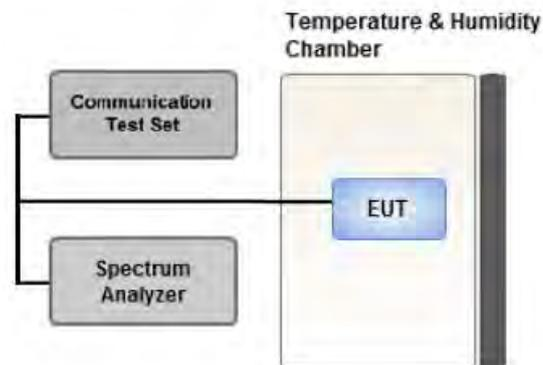 Temperature & Humidity
Chamber
Communication
Test Set
EUT
Spectrum
Analyzer